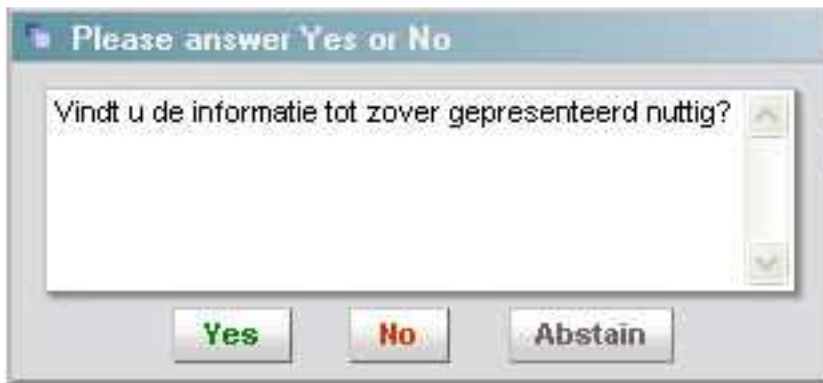 Please answer Yes or No
Vindt u de informatie tot zover gepresenteerd nuttig?
Yes No Abstain